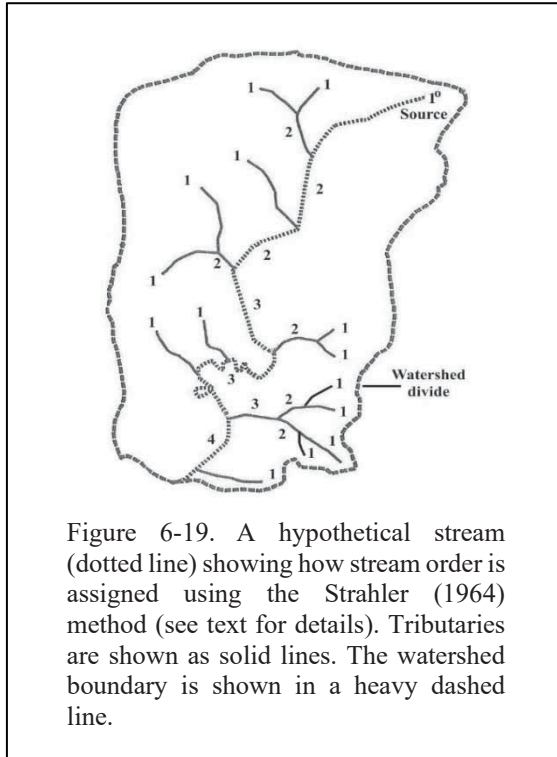 1
1
1°
Source
2
1
2
1
2
2
1
3
1
1
2
1
1
3
1
Watershed
divide
2
3
1
2
4
1
1
1
Figure 6-19. A hypothetical stream
(dotted line) showing how stream order is
assigned using the Strahler (1964)
method (see text for details). Tributaries
are shown as solid lines. The watershed
boundary is shown in a heavy dashed
line.